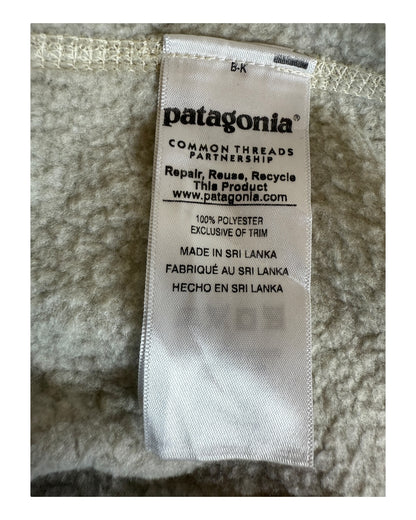 B-K
patagonia®
COMMON THREADS
PARTNERSHIP
Repair, Reuse, Recycle
This Product
www.patagonia.com
100% POLYESTER
EXCLUSIVE OF TRIM
MADE IN SRI LANKA
FABRIQUÉ AU SRI LANKA
HECHO EN SRI LANKA